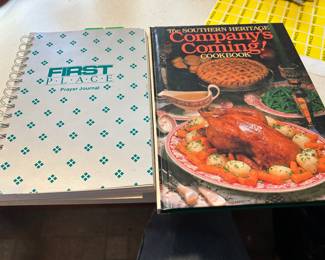 FIRST
PLACE
Prayer Journal
The SOUTHERN HERITAGE
Company's
Coming!
COOKBOOK